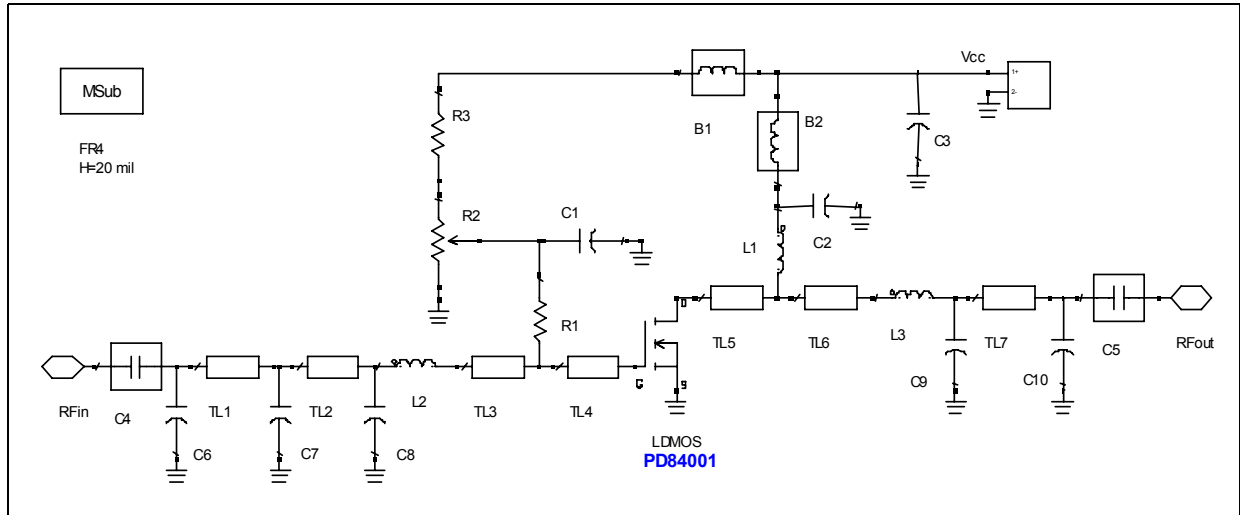 Vcc
1+
2-
MSub
FR4
H=20 mil
R3
B1
B2
C3
R2
C1
C2
L1
R1
TL5
TL6
L3
TL7
C5
RFout
D
G
S
C9
C10
RFin
C4
TL1
TL2
L2
TL3
TL4
C6
C7
C8
LDMOS
PD84001